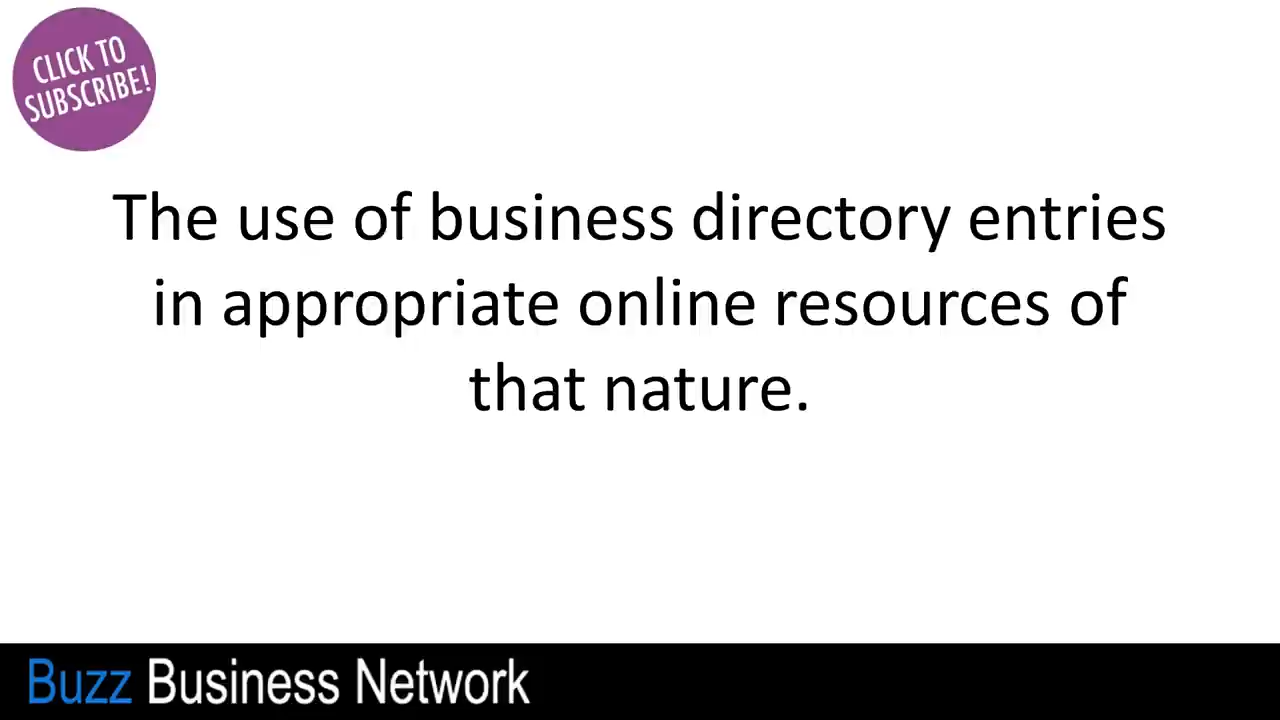 CLICK TO
SUBSCRIBE!
The use of business directory entries
in appropriate online resources of
that nature.
Buzz Business Network